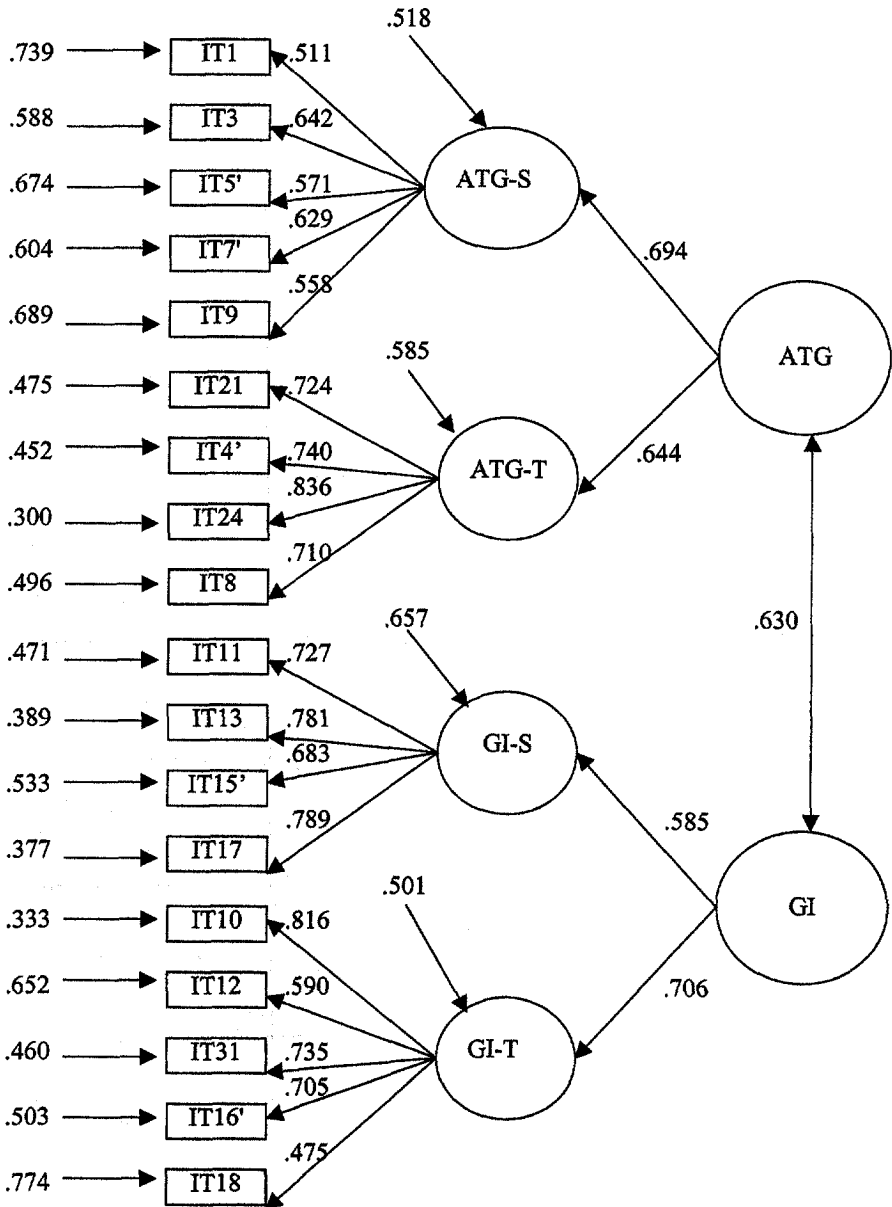 .518
.739 IT1 .511
.588 IT3 .642
ATG-S
.674 IT5' .571
.629
.604 IT7'
.694
.558
.689 IT9
.585
ATG
.475 IT21 .724
.452 IT4’ .740
.644
ATG-T
.836
.300 IT24
.710
.496 IT8
.657
.630
.471 IT11 .727
.389 IT13 .781
GI-S
.683
.533 IT15’
.789
.585
.377 IT17
.501
GI
.333 IT10 .816
.652 IT12 .590
.706
.460 IT31 .735
GI-T
.705
.503 IT16'
.475
.774 IT18